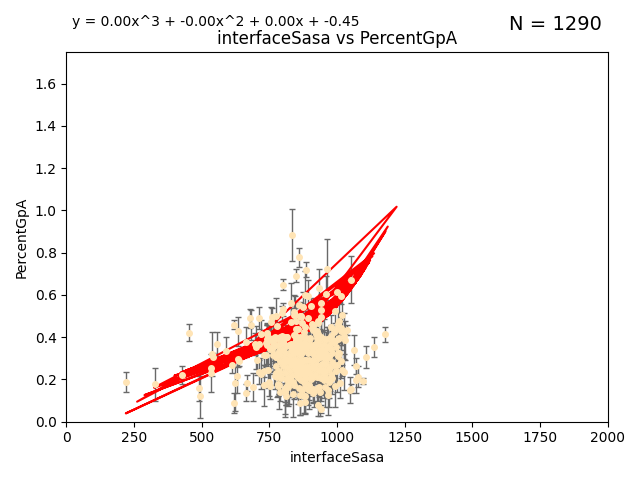 y = 0.00x^3 + -0.00x^2 + 0.00x + -0.45
N = 1290
interfaceSasa vs PercentGpA
1.6
1.4
1.2
1.0
0.8
0.6
0.4
0.2
0.0
PercentGpA
0 250 500 750 1000 1250 1500 1750 2000
interfaceSasa